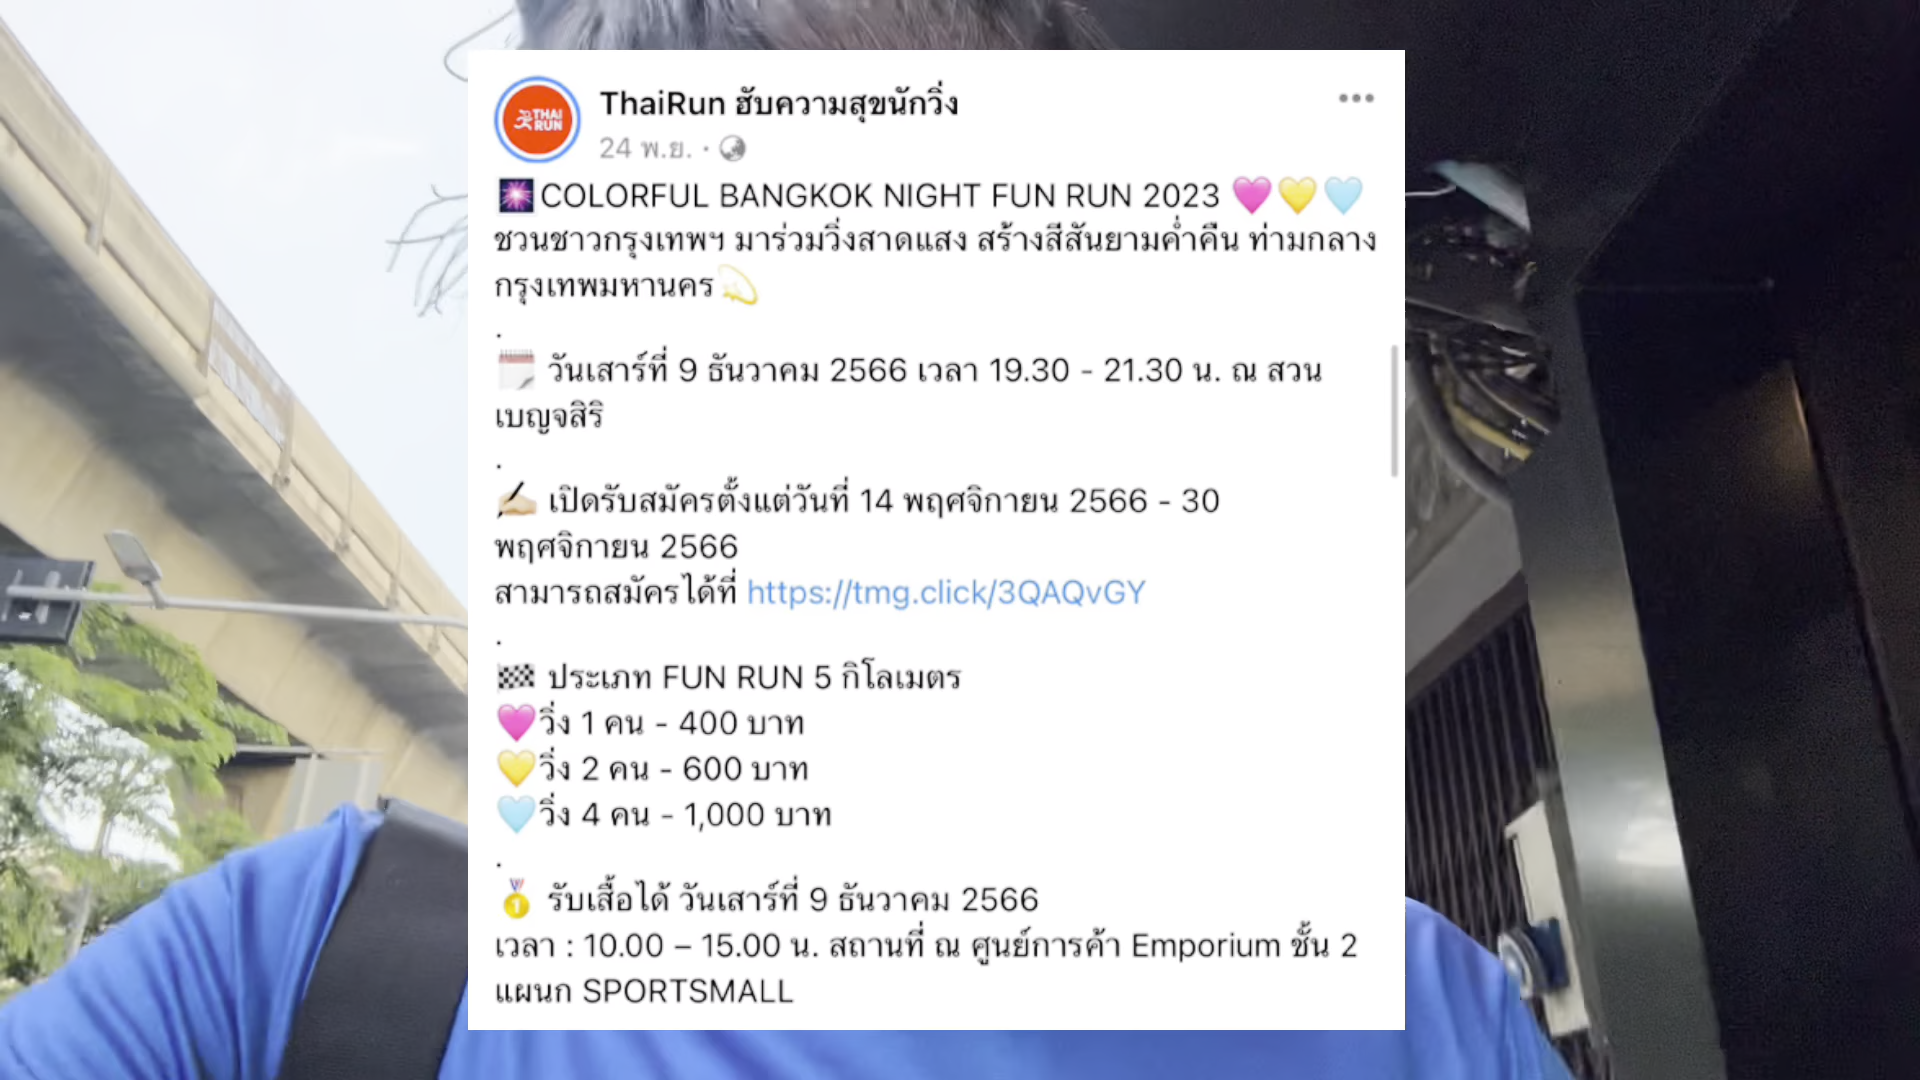 THAI
RUN
ThaiRun ฮับความสุขนักวิ่ง
24 พ.ย. ·
🎆COLORFUL BANGKOK NIGHT FUN RUN 2023 💖💛🩵
ชวนชาวกรุงเทพฯ มาร่วมวิ่งสาดแสง สร้างสีสันยามค่ำคืน ท่ามกลาง
กรุงเทพมหานคร💫
.
🗓 วันเสาร์ที่ 9 ธันวาคม 2566 เวลา 19.30 - 21.30 น. ณ สวน
เบญจสิริ
.
✍🏻 เปิดรับสมัครตั้งแต่วันที่ 14 พฤศจิกายน 2566 - 30
พฤศจิกายน 2566
สามารถสมัครได้ที่ https://tmg.click/3QAQvGY
.
🏁 ประเภท FUN RUN 5 กิโลเมตร
🩷วิ่ง 1 คน - 400 บาท
💛วิ่ง 2 คน - 600 บาท
🩵วิ่ง 4 คน - 1,000 บาท
.
🏅 รับเสื้อได้ วันเสาร์ที่ 9 ธันวาคม 2566
เวลา : 10.00 – 15.00 น. สถานที่ ณ ศูนย์การค้า Emporium ชั้น 2
แผนก SPORTSMALL